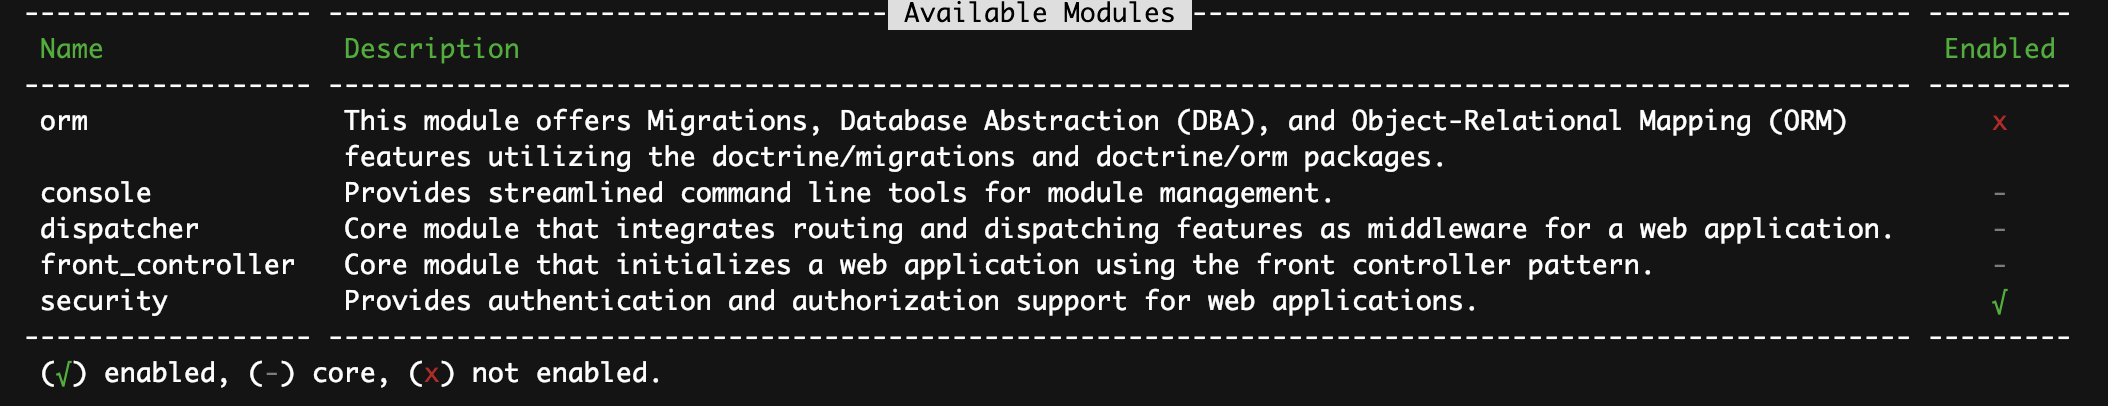 Available Modules
Name Description Enabled
orm This module offers Migrations, Database Abstraction (DBA), and Object-Relational Mapping (ORM) x
features utilizing the doctrine/migrations and doctrine/orm packages.
console Provides streamlined command line tools for module management. -
dispatcher Core module that integrates routing and dispatching features as middleware for a web application. -
front_controller Core module that initializes a web application using the front controller pattern. -
security Provides authentication and authorization support for web applications. √
(√) enabled, (-) core, (x) not enabled.